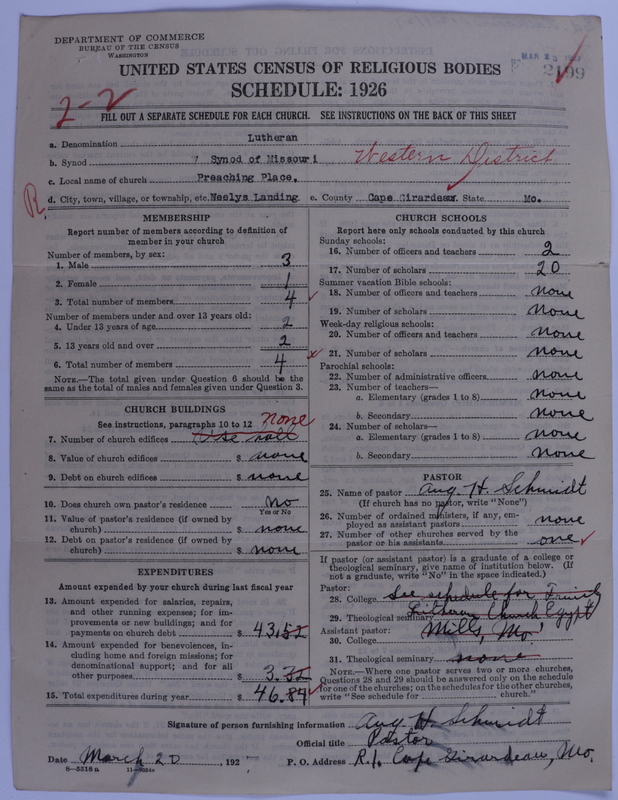 DEPARTMENT OF COMMERCE
BUREAU OF THE CENSUS
WASHINGTON
MAR 2
2199
UNITED STATES CENSUS OF RELIGIOUS BODIES
SCHEDULE: 1926
2-2
FILL OUT A SEPARATE SCHEDULE FOR EACH CHURCH. SEE INSTRUCTIONS ON THE BACK OF THIS SHEET
a. Denomination Lutheran
b. Synod Synod of Missouri Western District
c. Local name of church Preaching Place.
R
d. City, town, village, or township, etc. Neelys Landing e. County Cape Girardeau. State Mo.
MEMBERSHIP
Report number of members according to definition of
member in your church
Number of members, by sex:
1. Male 3
2. Female 1
3. Total number of members 4
Number of members under and over 13 years old:
4. Under 13 years of age 2
5. 13 years old and over 2
6. Total number of members 4
NOTE.—The total given under Question 6 should be the
same as the total of males and females given under Question 3.
CHURCH BUILDINGS
See instructions, paragraphs 10 to 12 none
7. Number of church edifices Use hall
8. Value of church edifices $ none
9. Debt on church edifices $ none
10. Does church own pastor's residence No
Yes or No
11. Value of pastor's residence (if owned by
church) $ none
12. Debt on pastor's residence (if owned by
church) $ none
EXPENDITURES
Amount expended by your church during last fiscal year
13. Amount expended for salaries, repairs,
and other running expenses; for im-
provements or new buildings; and for
payments on church debt $ 43.52
14. Amount expended for benevolences, in-
cluding home and foreign missions; for
denominational support; and for all
other purposes $ 3.32
15. Total expenditures during year $ 46.84
CHURCH SCHOOLS
Report here only schools conducted by this church
Sunday schools:
16. Number of officers and teachers 2
17. Number of scholars 20
Summer vacation Bible schools:
18. Number of officers and teachers none
19. Number of scholars none
Week-day religious schools:
20. Number of officers and teachers none
21. Number of scholars none
Parochial schools:
22. Number of administrative officers none
23. Number of teachers—
a. Elementary (grades 1 to 8) none
b. Secondary none
24. Number of scholars—
a. Elementary (grades 1 to 8) none
b. Secondary none
PASTOR
25. Name of pastor Aug. H. Schmidt
(If church has no pastor, write "None")
26. Number of ordained ministers, if any, em-
ployed as assistant pastors none
27. Number of other churches served by the
pastor or his assistants one
If pastor (or assistant pastor) is a graduate of a college or
theological seminary, give name of institution below. (If
not a graduate, write "No" in the space indicated.)
Pastor:
28. College See schedule for Trinity
29. Theological seminary Lutheran Church Egypt
Assistant pastor: Mills, Mo.
30. College
31. Theological seminary none
NOTE.—Where one pastor serves two or more churches,
Questions 28 and 29 should be answered only on the schedule
for one of the churches; on the schedules for the other churches,
write "See schedule for church."
Signature of person furnishing information Aug H Schmidt
Official title Pastor
Date March 20, 192 P. O. Address R.1. Cape Girardeau, Mo.
8-5318 a